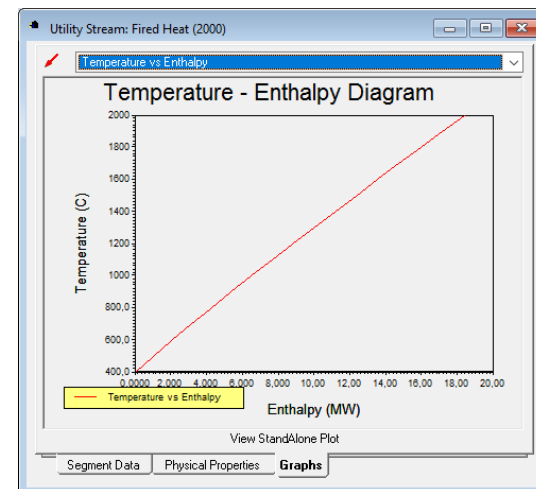 Utility Stream: Fired Heat (2000)
Temperature vs Enthalpy
Temperature - Enthalpy Diagram
2000
1800
1600
1400
1200
1000
800,0
600,0
400,0
Temperature (C)
0,0000 2,000 4,000 6,000 8,000 10,00 12,00 14,00 16,00 18,00 20,00
Temperature vs Enthalpy
Enthalpy (MW)
View StandAlone Plot
Segment Data Physical Properties Graphs